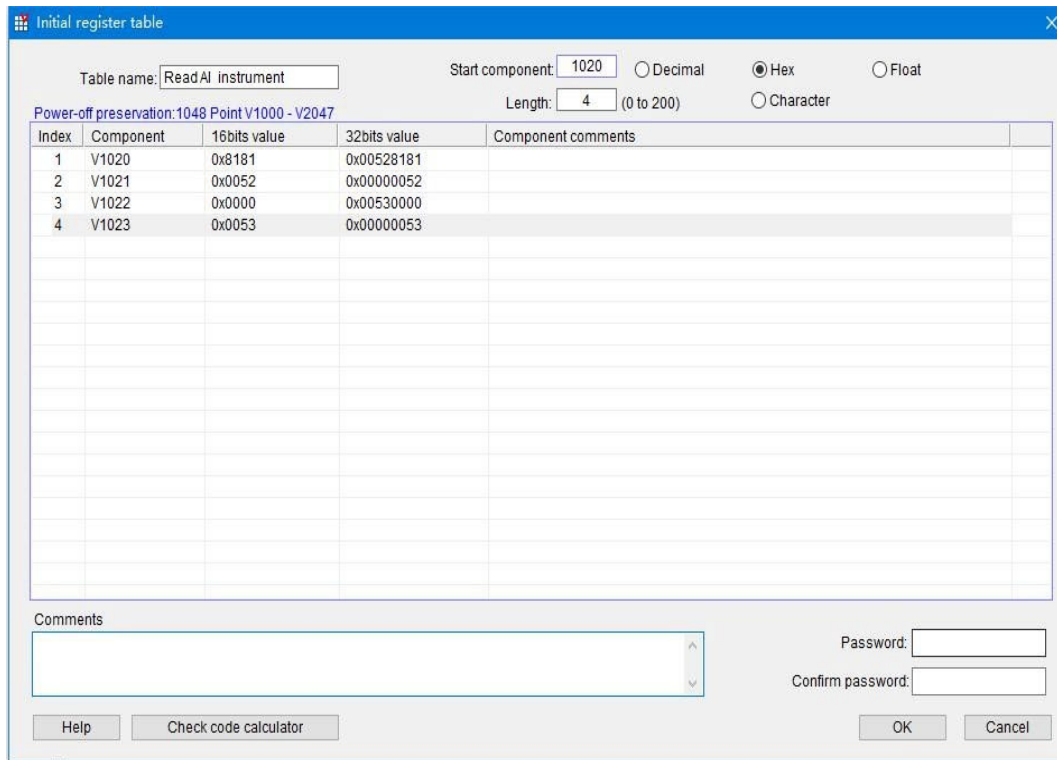 Initial register table
Table name: Read AI instrument Start component: 1020 Decimal Hex Float
Length: 4 (0 to 200) Character
Power-off preservation:1048 Point V1000 - V2047
Index Component 16bits value 32bits value Component comments
1 V1020 0x8181 0x00528181
2 V1021 0x0052 0x00000052
3 V1022 0x0000 0x00530000
4 V1023 0x0053 0x00000053
Comments
Password:
Confirm password:
Help Check code calculator OK Cancel